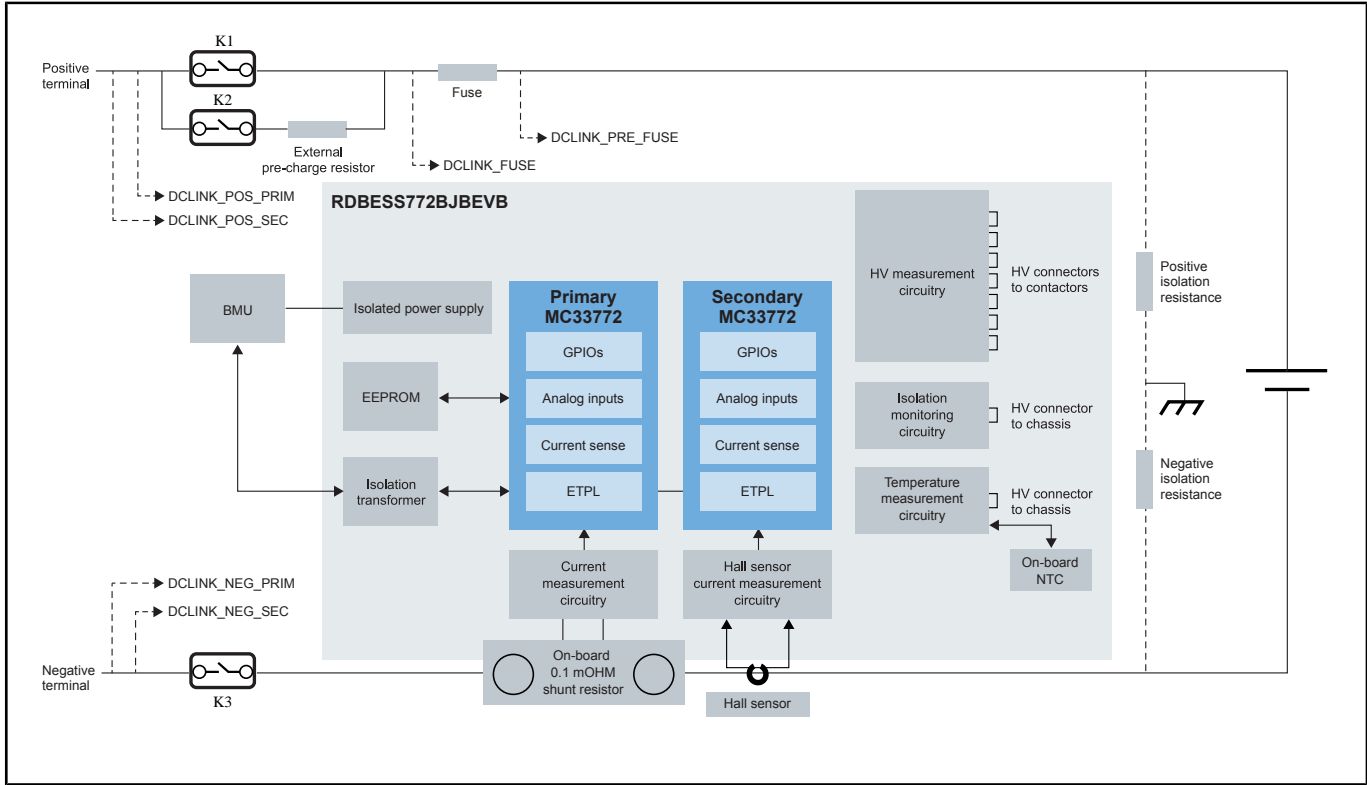 K1
Positive
terminal
K2
Fuse
External
pre-charge resistor
DCLINK_PRE_FUSE
DCLINK_FUSE
DCLINK_POS_PRIM
DCLINK_POS_SEC
RDBESS772BJBEVB
BMU
Isolated power supply
EEPROM
Isolation
transformer
Primary
MC33772
GPIOs
Analog inputs
Current sense
ETPL
Secondary
MC33772
GPIOs
Analog inputs
Current sense
ETPL
HV measurement
circuitry
HV connectors
to contactors
Isolation
monitoring
circuitry
HV connector
to chassis
Temperature
measurement
circuitry
HV connector
to chassis
On-board
NTC
Positive
isolation
resistance
Negative
isolation
resistance
Current
measurement
circuitry
Hall sensor
current measurement
circuitry
DCLINK_NEG_PRIM
DCLINK_NEG_SEC
Negative
terminal
K3
On-board
0.1 mOHM
shunt resistor
Hall sensor